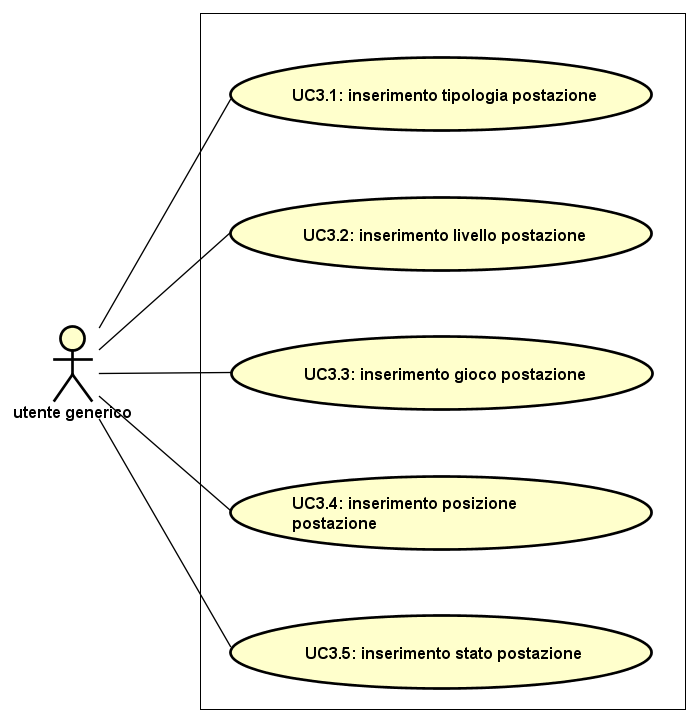 UC3.1: inserimento tipologia postazione
UC3.2: inserimento livello postazione
UC3.3: inserimento gioco postazione
utente generico
UC3.4: inserimento posizione
postazione
UC3.5: inserimento stato postazione